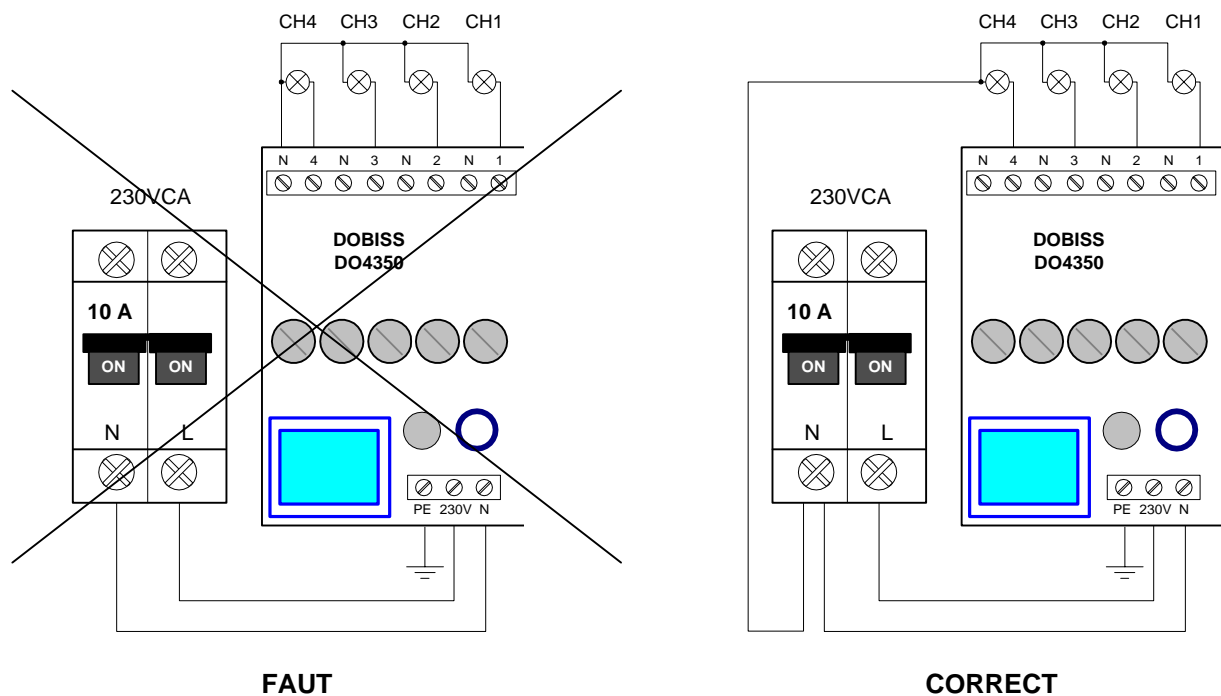 CH4 CH3 CH2 CH1
N 4 N 3 N 2 N 1
230VCA
DOBISS
DO4350
10 A
ON ON
N L
PE 230V N
FAUT
CH4 CH3 CH2 CH1
N 4 N 3 N 2 N 1
230VCA
DOBISS
DO4350
10 A
ON ON
N L
PE 230V N
CORRECT